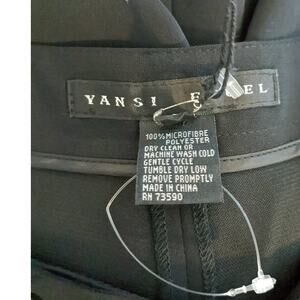 YANSI F EL
100% MICROFIBRE
POLYESTER
DRY CLEAN OR
MACHINE WASH COLD
GENTLE CYCLE
TUMBLE DRY LOW
REMOVE PROMPTLY
MADE IN CHINA
RN 73590